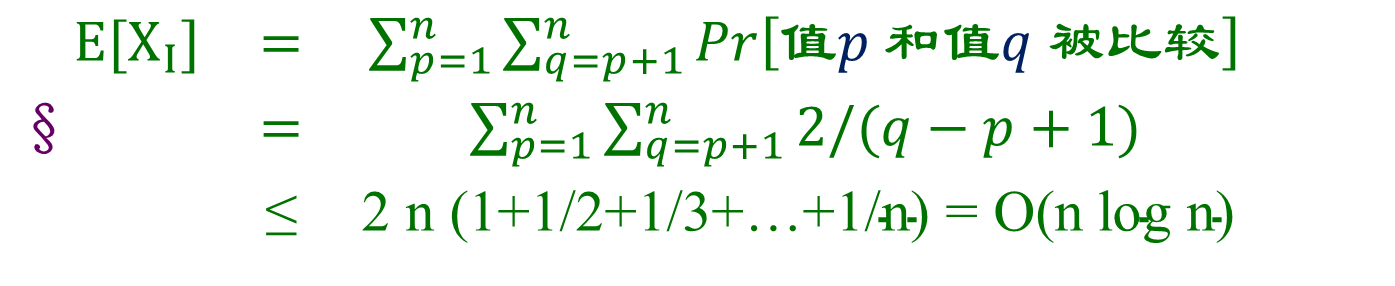 E[X_I] = ∑_{p=1}^{n} ∑_{q=p+1}^{n} Pr[值p 和值q 被比较]
§ = ∑_{p=1}^{n} ∑_{q=p+1}^{n} 2/(q − p + 1)
≤ 2 n (1+1/2+1/3+…+1/n) = O(n log n)